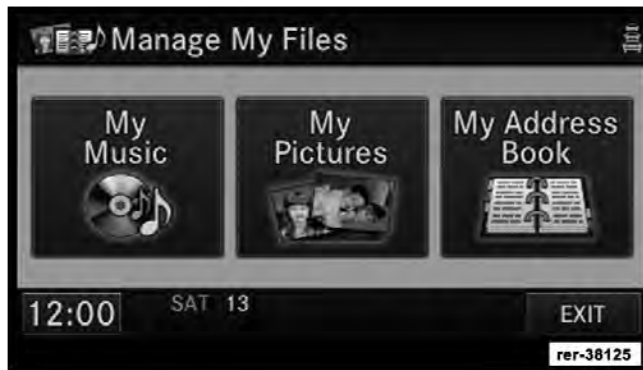 Manage My Files
My
Music
My
Pictures
My Address
Book
12:00
SAT 13
EXIT
rer-38125